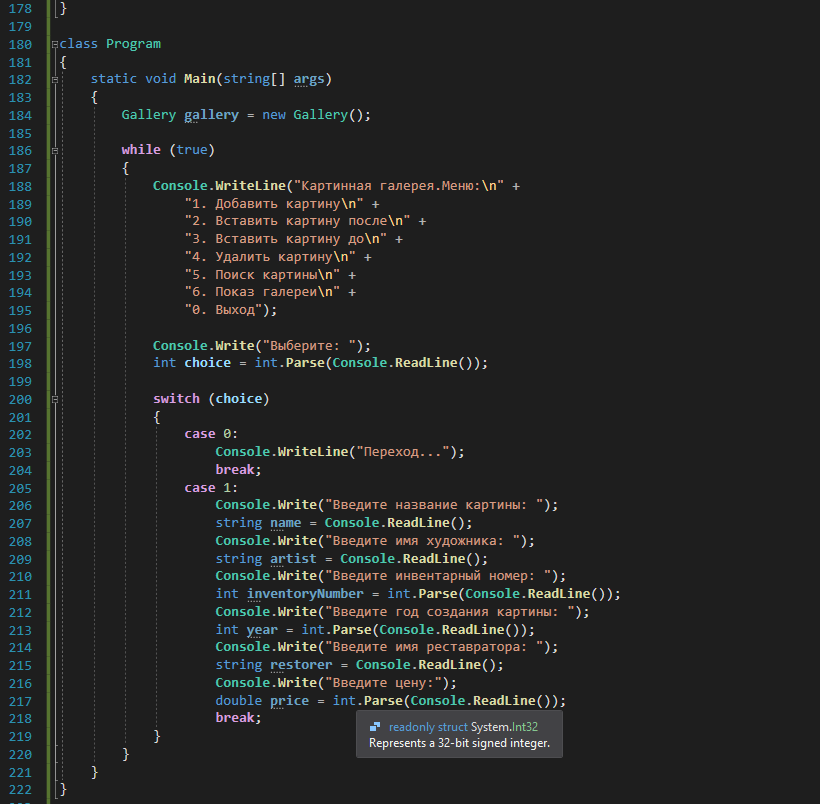 178 }
179
180 class Program
181 {
182 static void Main(string[] args)
183 {
184 Gallery gallery = new Gallery();
185
186 while (true)
187 {
188 Console.WriteLine("Картинная галерея.Меню:\n" +
189 "1. Добавить картину\n" +
190 "2. Вставить картину после\n" +
191 "3. Вставить картину до\n" +
192 "4. Удалить картину\n" +
193 "5. Поиск картины\n" +
194 "6. Показ галереи\n" +
195 "0. Выход");
196
197 Console.Write("Выберите: ");
198 int choice = int.Parse(Console.ReadLine());
199
200 switch (choice)
201 {
202 case 0:
203 Console.WriteLine("Переход...");
204 break;
205 case 1:
206 Console.Write("Введите название картины: ");
207 string name = Console.ReadLine();
208 Console.Write("Введите имя художника: ");
209 string artist = Console.ReadLine();
210 Console.Write("Введите инвентарный номер: ");
211 int inventoryNumber = int.Parse(Console.ReadLine());
212 Console.Write("Введите год создания картины: ");
213 int year = int.Parse(Console.ReadLine());
214 Console.Write("Введите имя реставратора: ");
215 string restorer = Console.ReadLine();
216 Console.Write("Введите цену:");
217 double price = int.Parse(Console.ReadLine());
218 break;
readonly struct System.Int32
219 }
Represents a 32-bit signed integer.
220 }
221 }
222 }